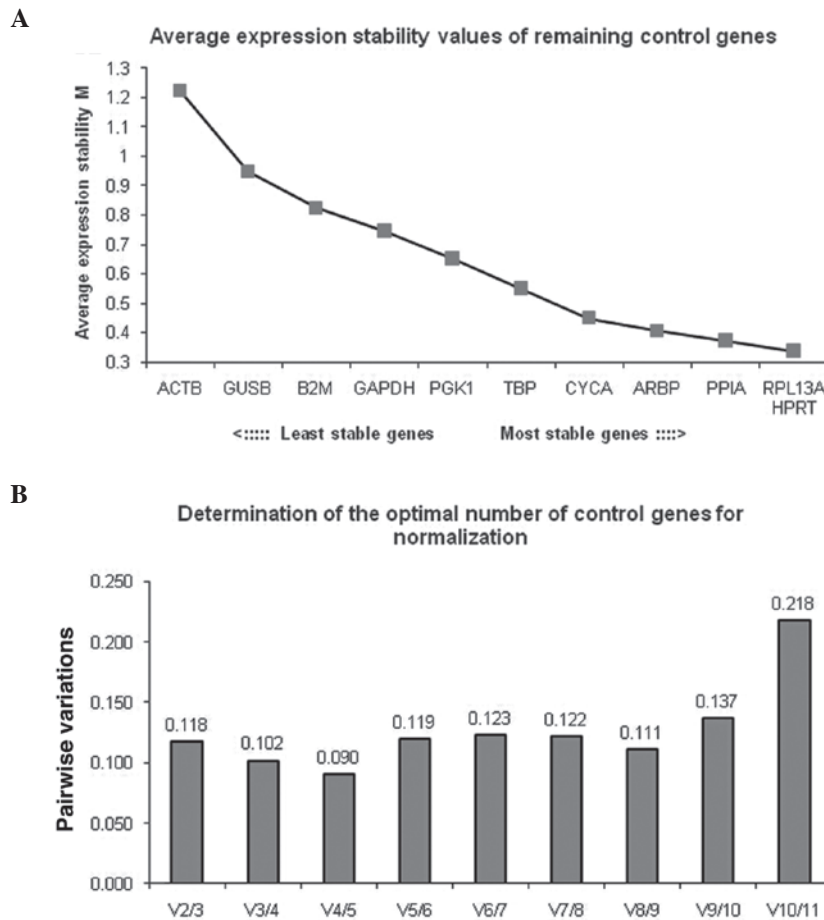 A
Average expression stability values of remaining control genes
Average expression stability M
1.3
1.2
1.1
1
0.9
0.8
0.7
0.6
0.5
0.4
0.3
ACTB GUSB B2M GAPDH PGK1 TBP CYCA ARBP PPIA RPL13A
HPRT
<::::: Least stable genes Most stable genes ::::>
B
Determination of the optimal number of control genes for
normalization
Pairwise variations
0.250
0.200
0.150
0.100
0.050
0.000
0.118 0.102 0.090 0.119 0.123 0.122 0.111 0.137 0.218
V2/3 V3/4 V4/5 V5/6 V6/7 V7/8 V8/9 V9/10 V10/11